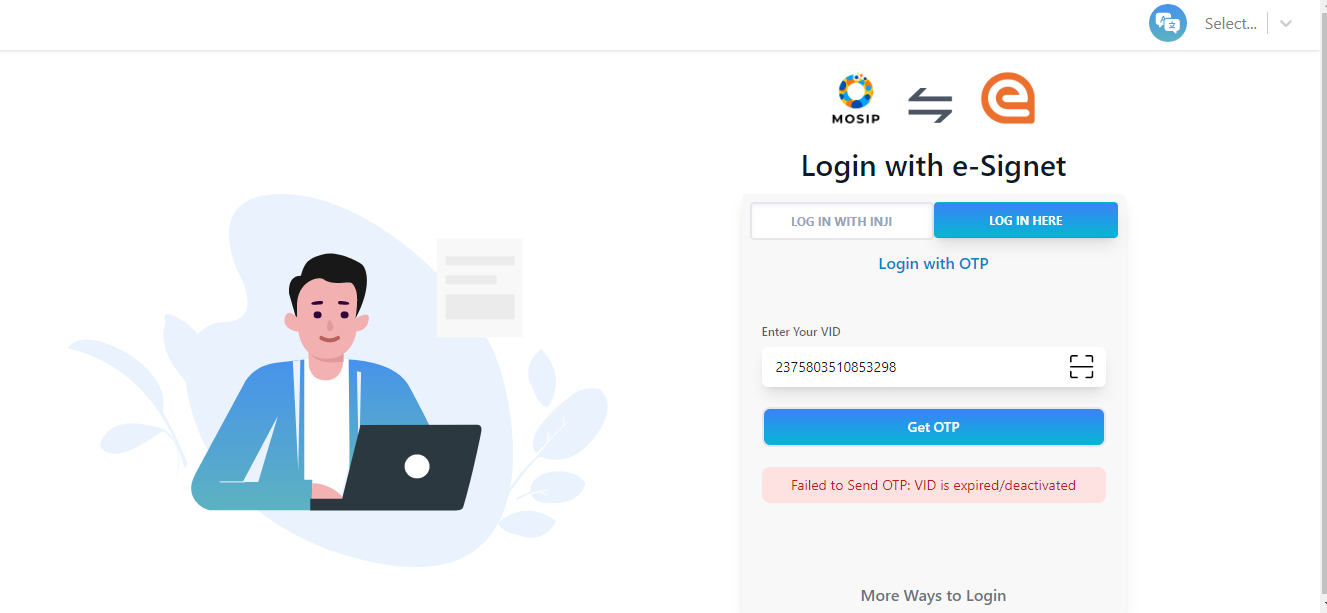 Select...
MOSIP
Login with e-Signet
LOG IN WITH INJI
LOG IN HERE
Login with OTP
Enter Your VID
2375803510853298
Get OTP
Failed to Send OTP: VID is expired/deactivated
More Ways to Login